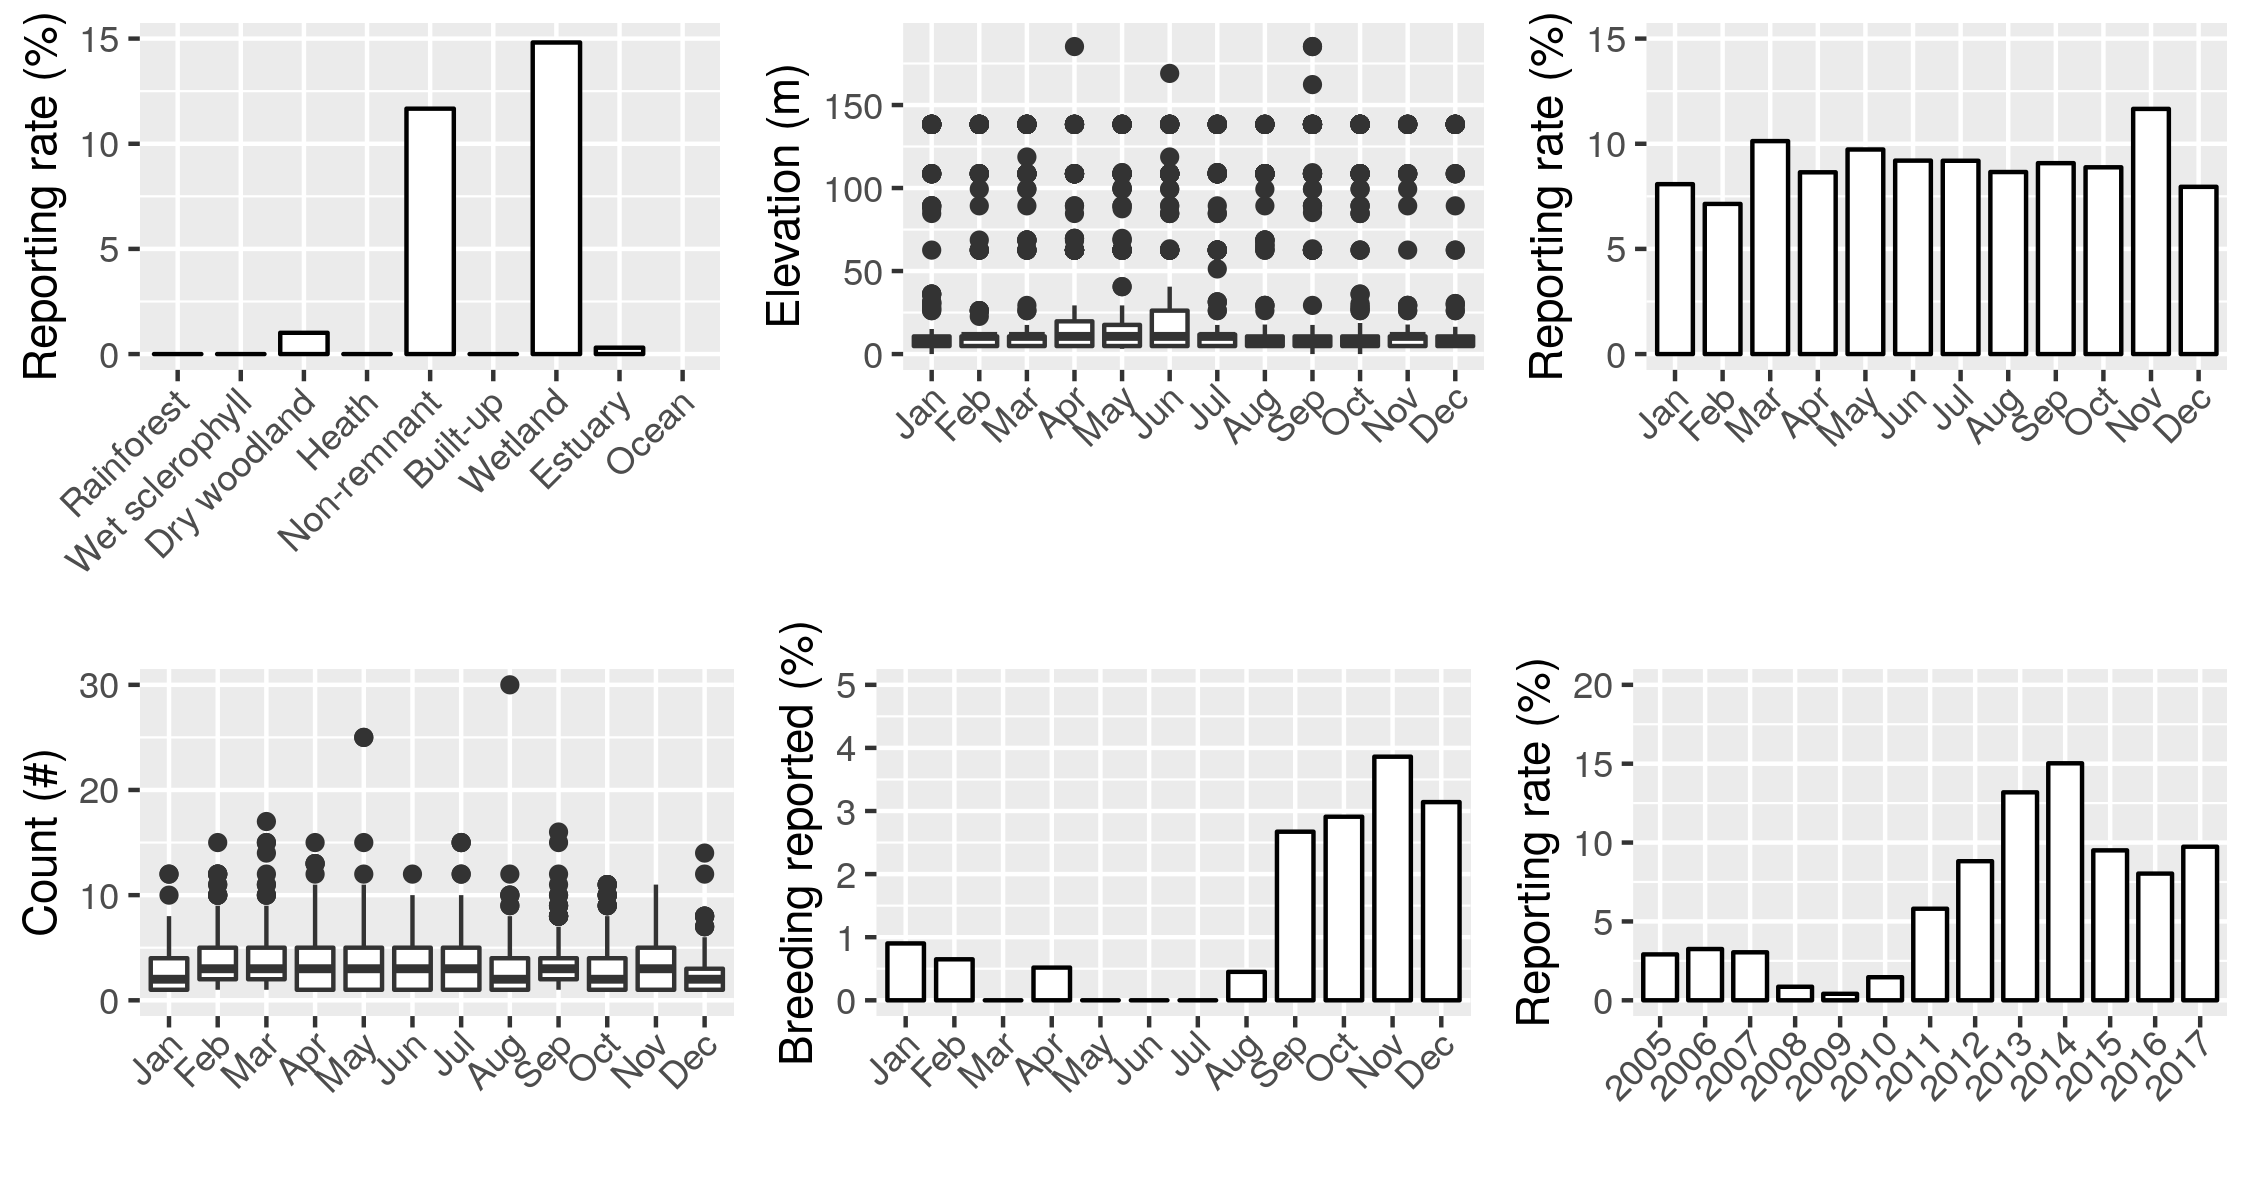 Reporting rate (%)
15
10
5
0
Rainforest
Wet sclerophyll
Dry woodland
Heath
Non-remnant
Built-up
Wetland
Estuary
Ocean
Elevation (m)
150
100
50
0
Jan
Feb
Mar
Apr
May
Jun
Jul
Aug
Sep
Oct
Nov
Dec
Reporting rate (%)
15
10
5
0
Jan
Feb
Mar
Apr
May
Jun
Jul
Aug
Sep
Oct
Nov
Dec
Count (#)
30
20
10
0
Jan
Feb
Mar
Apr
May
Jun
Jul
Aug
Sep
Oct
Nov
Dec
Breeding reported (%)
5
4
3
2
1
0
Jan
Feb
Mar
Apr
May
Jun
Jul
Aug
Sep
Oct
Nov
Dec
Reporting rate (%)
20
15
10
5
0
2005
2006
2007
2008
2009
2010
2011
2012
2013
2014
2015
2016
2017